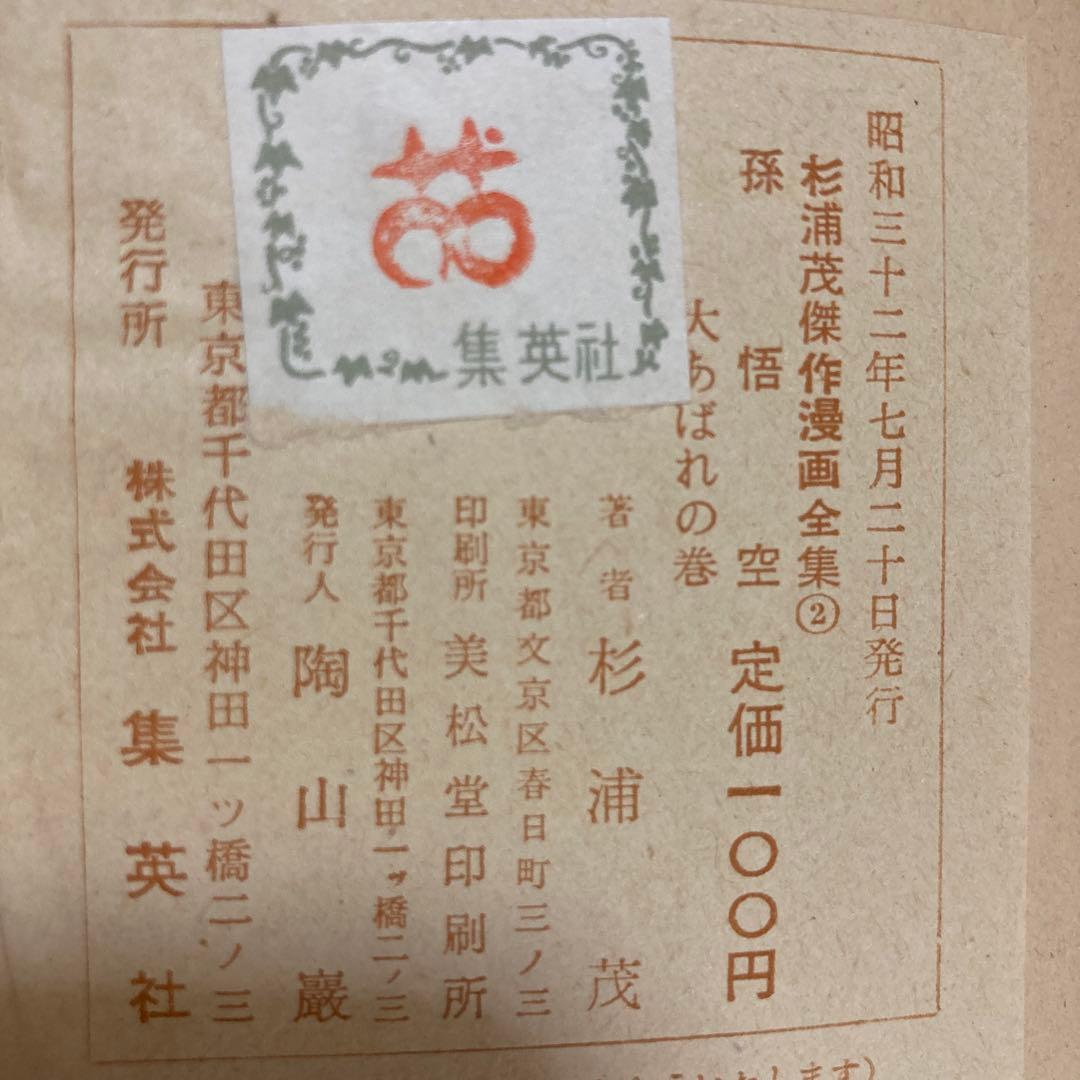 昭和三十二年七月二十日発行
杉浦茂傑作漫画全集②
孫悟空 定価一〇〇円
大あばれの巻
著者 杉浦茂
東京都文京区春日町三ノ三
印刷所 美松堂印刷所
東京都千代田区神田一ッ橋二ノ三
発行人 陶山巖
東京都千代田区神田一ッ橋二ノ三
発行所 株式会社 集英社
集英社
いたします)